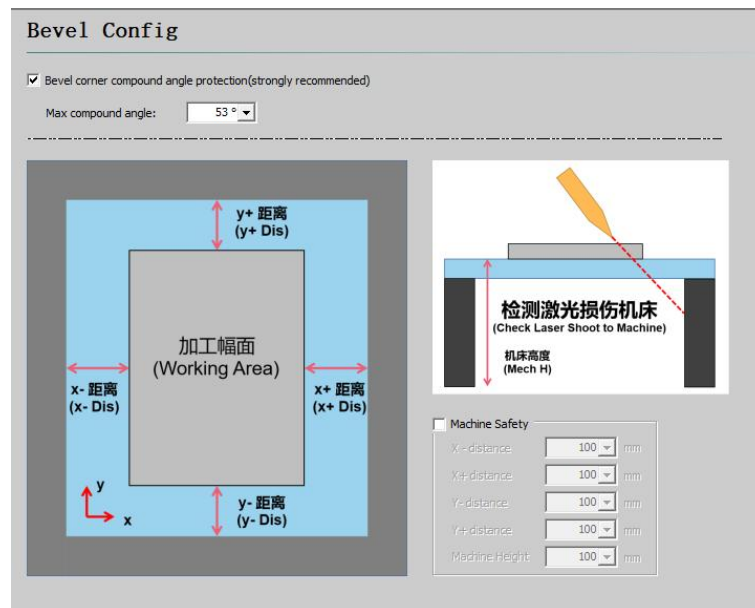 Bevel Config
Bevel corner compound angle protection(strongly recommended)
Max compound angle: 53 °
y+ 距离
(y+ Dis)
加工幅面
(Working Area)
x- 距离
(x- Dis)
x+ 距离
(x+ Dis)
y- 距离
(y- Dis)
y
x
检测激光损伤机床
(Check Laser Shoot to Machine)
机床高度
(Mech H)
Machine Safety
X - distance: 100 mm
X+ distance: 100 mm
Y- distance: 100 mm
Y+ distance: 100 mm
Machine Height: 100 mm